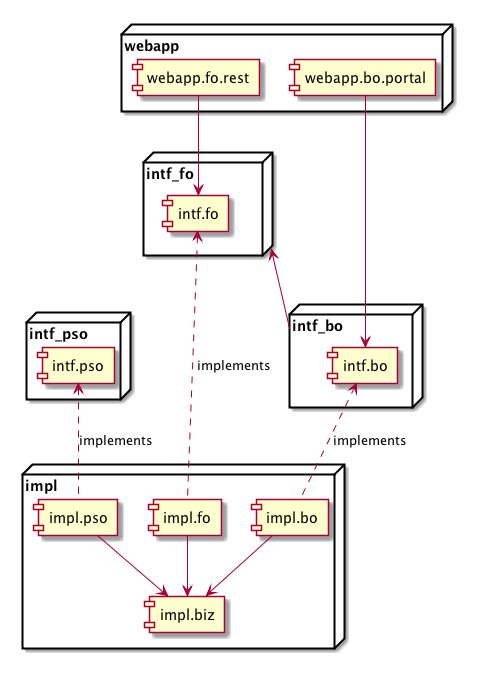 webapp
webapp.fo.rest
webapp.bo.portal
intf_fo
intf.fo
intf_pso
intf.pso
intf_bo
intf.bo
implements
implements
implements
impl
impl.pso
impl.fo
impl.bo
impl.biz